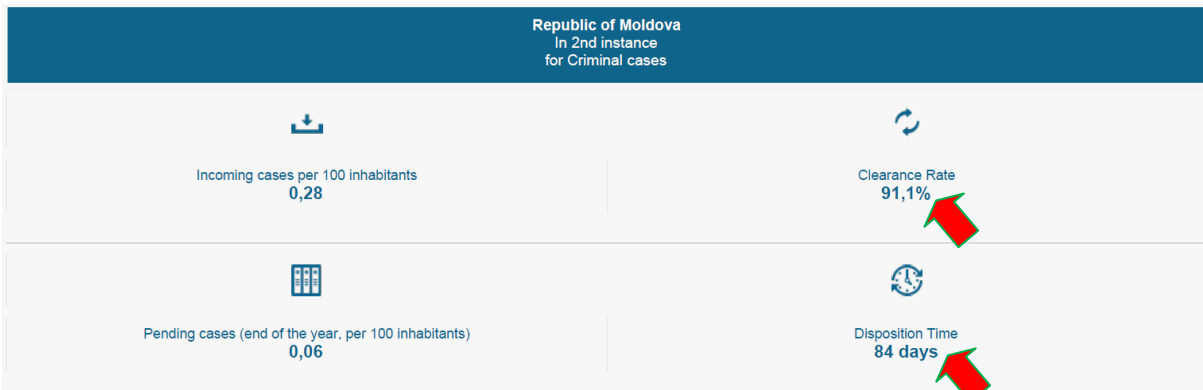 Republic of Moldova
In 2nd instance
for Criminal cases
Incoming cases per 100 inhabitants
0,28
Clearance Rate
91,1%
Pending cases (end of the year, per 100 inhabitants)
0,06
Disposition Time
84 days